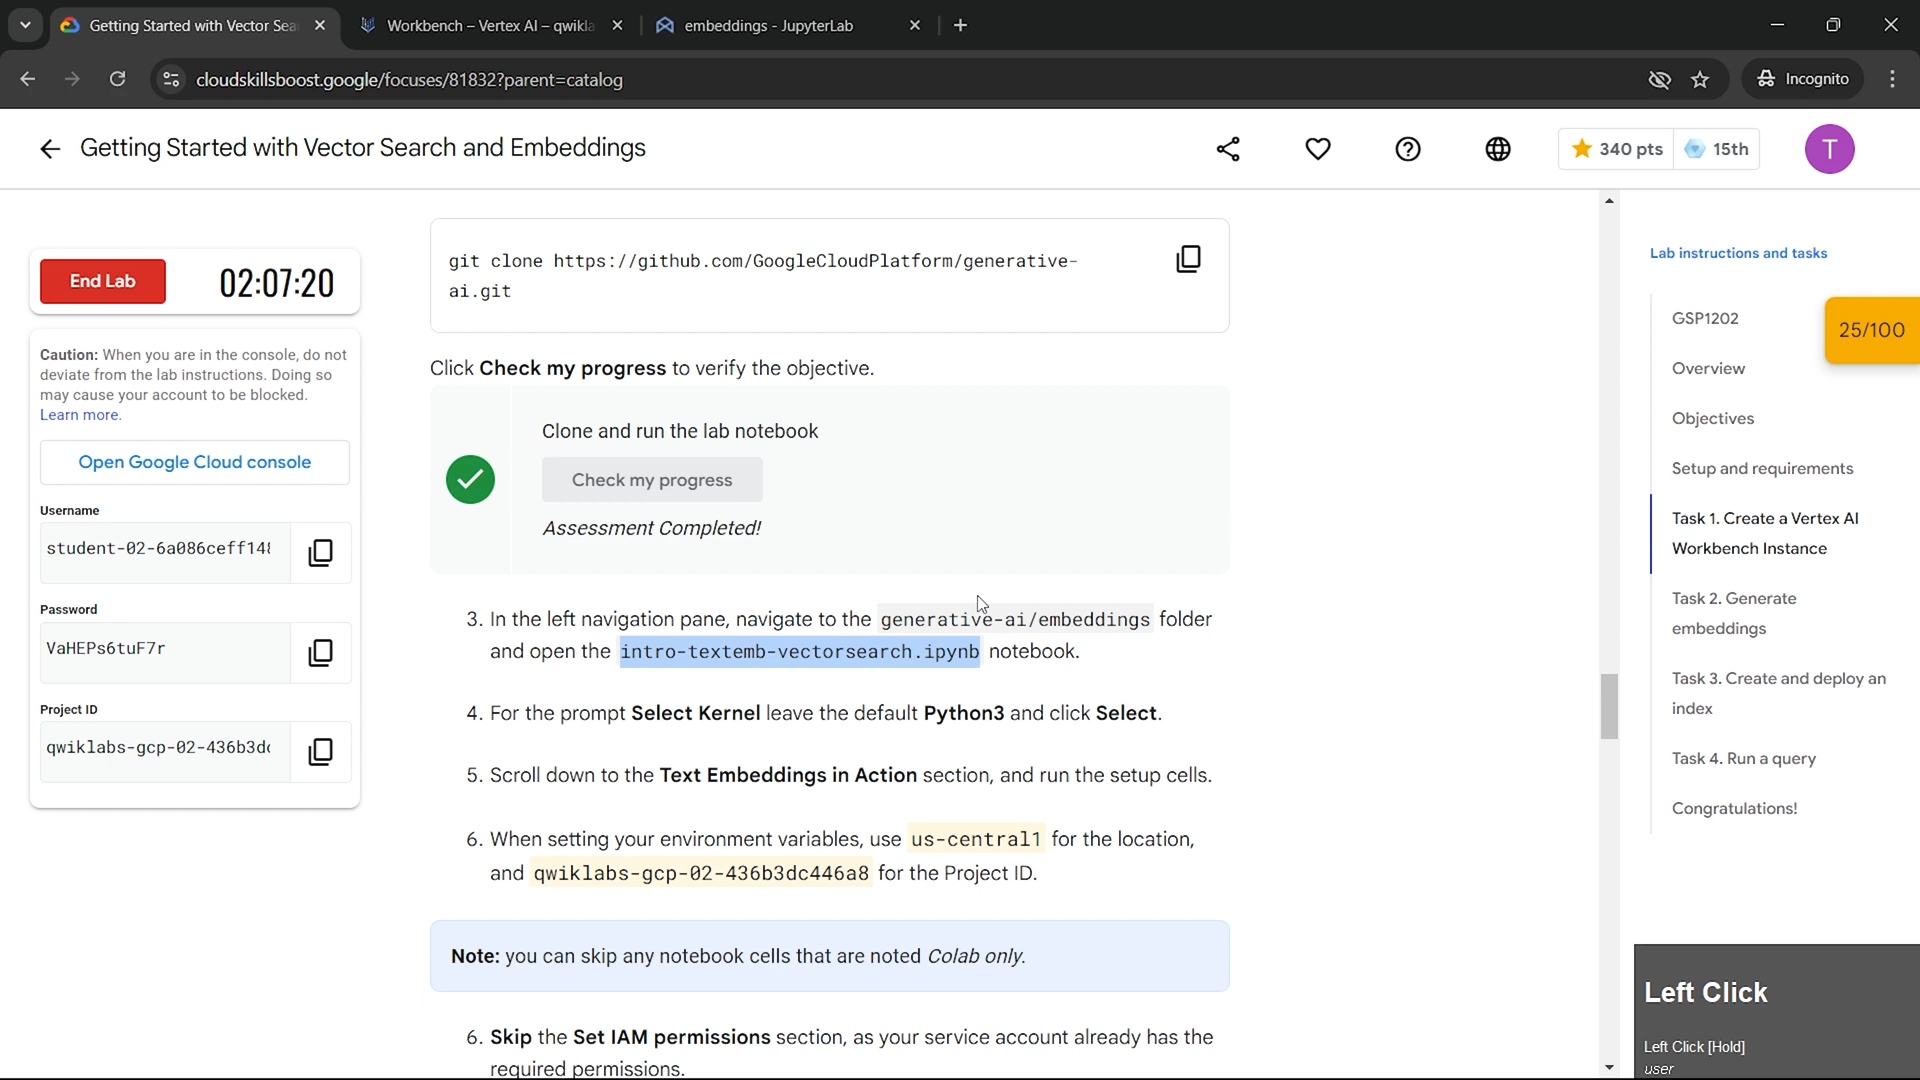 Getting Started with Vector Sea
Workbench – Vertex AI – qwikla
embeddings - JupyterLab
cloudskillsboost.google/focuses/81832?parent=catalog
Incognito
Getting Started with Vector Search and Embeddings
340 pts
15th
T
End Lab
02:07:20
Caution: When you are in the console, do not
deviate from the lab instructions. Doing so
may cause your account to be blocked.
Learn more.
Open Google Cloud console
Username
student-02-6a086ceff148
Password
VaHEPs6tuF7r
Project ID
qwiklabs-gcp-02-436b3dc
git clone https://github.com/GoogleCloudPlatform/generative-
ai.git
Click Check my progress to verify the objective.
Clone and run the lab notebook
Check my progress
Assessment Completed!
3. In the left navigation pane, navigate to the generative-ai/embeddings folder
and open the intro-textemb-vectorsearch.ipynb notebook.
4. For the prompt Select Kernel leave the default Python3 and click Select.
5. Scroll down to the Text Embeddings in Action section, and run the setup cells.
6. When setting your environment variables, use us-central1 for the location,
and qwiklabs-gcp-02-436b3dc446a8 for the Project ID.
Note: you can skip any notebook cells that are noted Colab only.
6. Skip the Set IAM permissions section, as your service account already has the
required permissions.
Lab instructions and tasks
GSP1202
25/100
Overview
Objectives
Setup and requirements
Task 1. Create a Vertex AI
Workbench Instance
Task 2. Generate
embeddings
Task 3. Create and deploy an
index
Task 4. Run a query
Congratulations!
Left Click
Left Click [Hold]
user